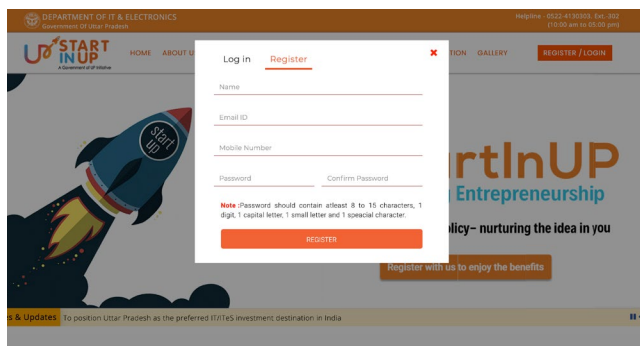 DEPARTMENT OF IT & ELECTRONICS
Government Of Uttar Pradesh
Helpline - 0522-4130303, Ext.-302
(10:00 am to 05:00 pm)
START
IN UP
A Government of UP Initiative
HOME ABOUT U
TION GALLERY
REGISTER / LOGIN
Log in Register
Name
Email ID
Mobile Number
Password Confirm Password
Note :Password should contain atleast 8 to 15 characters, 1
digit, 1 capital letter, 1 small letter and 1 speacial character.
REGISTER
start
up
rtInUP
Entrepreneurship
licy– nurturing the idea in you
Register with us to enjoy the benefits
s & Updates To position Uttar Pradesh as the preferred IT/ITeS investment destination in India